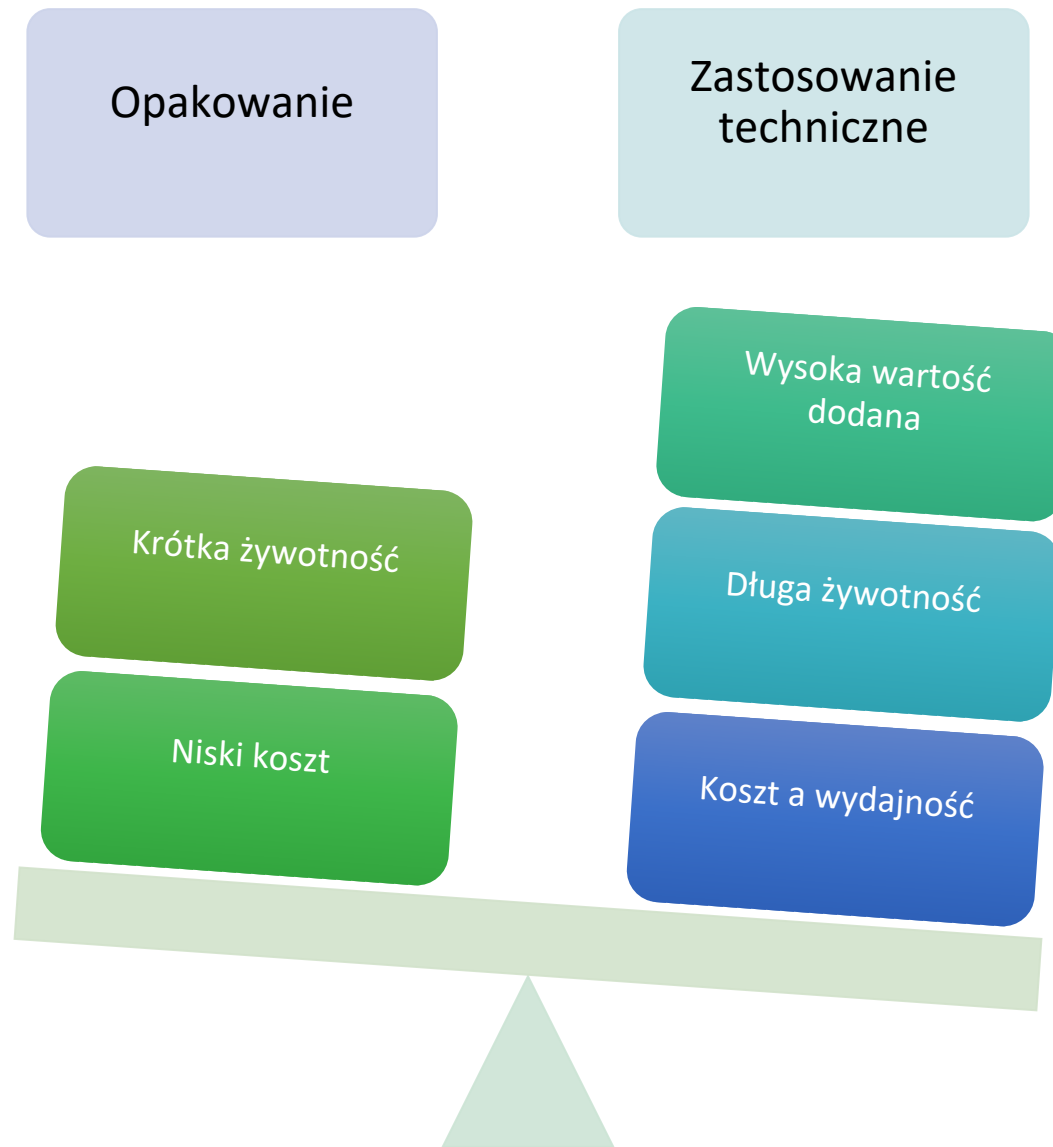 Opakowanie
Zastosowanie
techniczne
Wysoka wartość
dodana
Krótka żywotność
Długa żywotność
Niski koszt
Koszt a wydajność